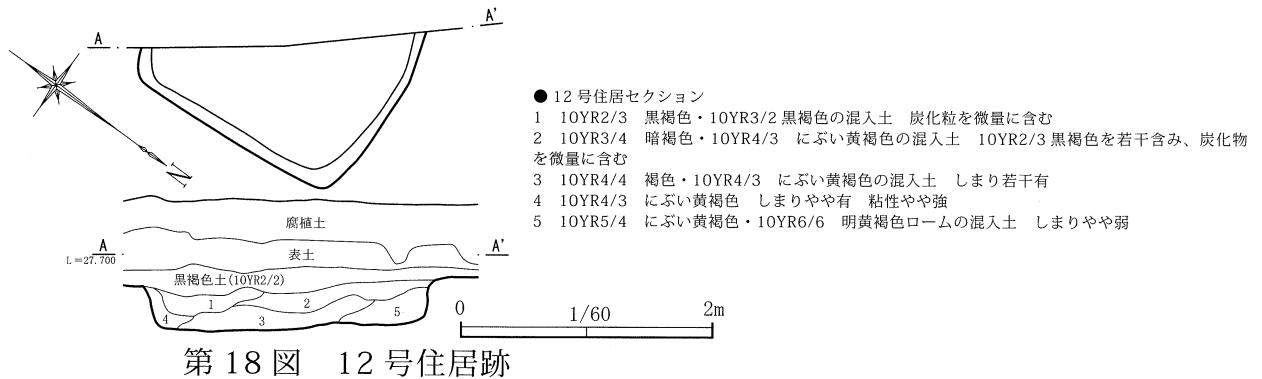 A A'
N
● 12号住居セクション
1 10YR2/3 黒褐色・10YR3/2黒褐色の混入土 炭化粒を微量に含む
2 10YR3/4 暗褐色・10YR4/3 にぶい黄褐色の混入土 10YR2/3黒褐色を若干含み、炭化物
を微量に含む
3 10YR4/4 褐色・10YR4/3 にぶい黄褐色の混入土 しまり若干有
4 10YR4/3 にぶい黄褐色 しまりやや有 粘性やや強
5 10YR5/4 にぶい黄褐色・10YR6/6 明黄褐色ロームの混入土 しまりやや弱
腐植土
A 表土 A'
L=27.700
黒褐色土(10YR2/2)
1 2 5
4 3
0 1/60 2m
第18図 12号住居跡